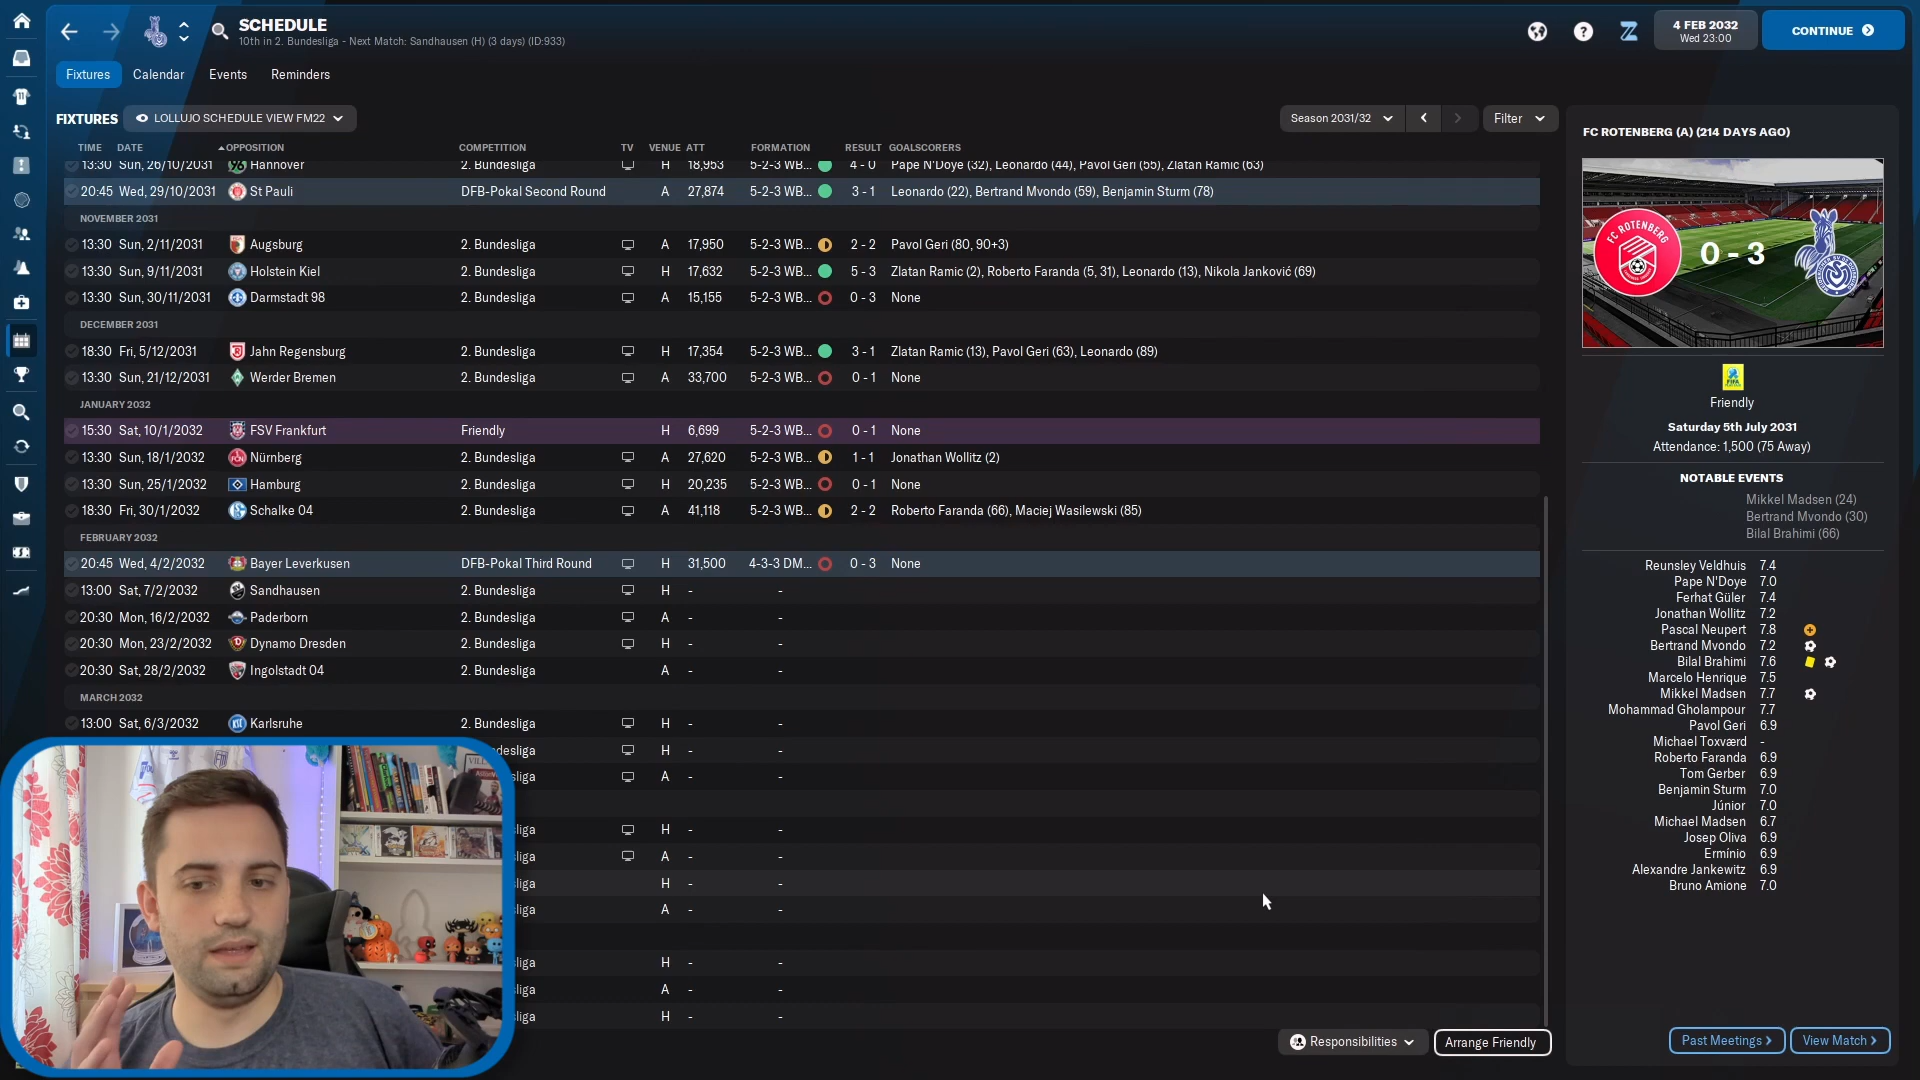 SCHEDULE
10th in 2. Bundesliga - Next Match: Sandhausen (H) (3 days) (ID:933)
4 FEB 2032
Wed 23:00
CONTINUE
Fixtures Calendar Events Reminders
FIXTURES LOLLUJO SCHEDULE VIEW FM22 Season 2031/32 Filter
TIME DATE OPPOSITION COMPETITION TV VENUE ATT FORMATION RESULT GOALSCORERS
13:30 Sun, 26/10/2031 Hannover 2. Bundesliga H 18,953 5-2-3 WB... 4 - 0 Pape N'Doye (32), Leonardo (44), Pavol Geri (55), Zlatan Ramic (63)
20:45 Wed, 29/10/2031 St Pauli DFB-Pokal Second Round A 27,874 5-2-3 WB... 3 - 1 Leonardo (22), Bertrand Mvondo (59), Benjamin Sturm (78)
NOVEMBER 2031
13:30 Sun, 2/11/2031 Augsburg 2. Bundesliga A 17,950 5-2-3 WB... 2 - 2 Pavol Geri (80, 90+3)
13:30 Sun, 9/11/2031 Holstein Kiel 2. Bundesliga H 17,632 5-2-3 WB... 5 - 3 Zlatan Ramic (2), Roberto Faranda (5, 31), Leonardo (13), Nikola Janković (69)
13:30 Sun, 30/11/2031 Darmstadt 98 2. Bundesliga A 15,155 5-2-3 WB... 0 - 3 None
DECEMBER 2031
18:30 Fri, 5/12/2031 Jahn Regensburg 2. Bundesliga H 17,354 5-2-3 WB... 3 - 1 Zlatan Ramic (13), Pavol Geri (63), Leonardo (89)
13:30 Sun, 21/12/2031 Werder Bremen 2. Bundesliga A 33,700 5-2-3 WB... 0 - 1 None
JANUARY 2032
15:30 Sat, 10/1/2032 FSV Frankfurt Friendly H 6,699 5-2-3 WB... 0 - 1 None
13:30 Sun, 18/1/2032 Nürnberg 2. Bundesliga A 27,620 5-2-3 WB... 1 - 1 Jonathan Wollitz (2)
13:30 Sun, 25/1/2032 Hamburg 2. Bundesliga H 20,235 5-2-3 WB... 0 - 1 None
18:30 Fri, 30/1/2032 Schalke 04 2. Bundesliga A 41,118 5-2-3 WB... 2 - 2 Roberto Faranda (66), Maciej Wasilewski (85)
FEBRUARY 2032
20:45 Wed, 4/2/2032 Bayer Leverkusen DFB-Pokal Third Round H 31,500 4-3-3 DM... 0 - 3 None
13:00 Sat, 7/2/2032 Sandhausen 2. Bundesliga H - -
20:30 Mon, 16/2/2032 Paderborn 2. Bundesliga A - -
20:30 Mon, 23/2/2032 Dynamo Dresden 2. Bundesliga H - -
20:30 Sat, 28/2/2032 Ingolstadt 04 2. Bundesliga A - -
MARCH 2032
13:00 Sat, 6/3/2032 Karlsruhe 2. Bundesliga H - -
desliga H - -
sliga A - -
sliga H - -
sliga A - -
sliga H - -
sliga A - -
sliga H - -
sliga A - -
sliga H - -
Responsibilities Arrange Friendly
FC ROTENBERG (A) (214 DAYS AGO)
FC ROTENBERG
0 - 3
FIFA
Friendly
Saturday 5th July 2031
Attendance: 1,500 (75 Away)
NOTABLE EVENTS
Mikkel Madsen (24)
Bertrand Mvondo (30)
Bilal Brahimi (66)
Reunsley Veldhuis 7.4
Pape N'Doye 7.0
Ferhat Güler 7.4
Jonathan Wollitz 7.2
Pascal Neupert 7.8
Bertrand Mvondo 7.2
Bilal Brahimi 7.6
Marcelo Henrique 7.5
Mikkel Madsen 7.7
Mohammad Gholampour 7.7
Pavol Geri 6.9
Michael Toxværd -
Roberto Faranda 6.9
Tom Gerber 6.9
Benjamin Sturm 7.0
Júnior 7.0
Michael Madsen 6.7
Josep Oliva 6.9
Ermínio 6.9
Alexandre Jankewitz 6.9
Bruno Amione 7.0
Past Meetings View Match